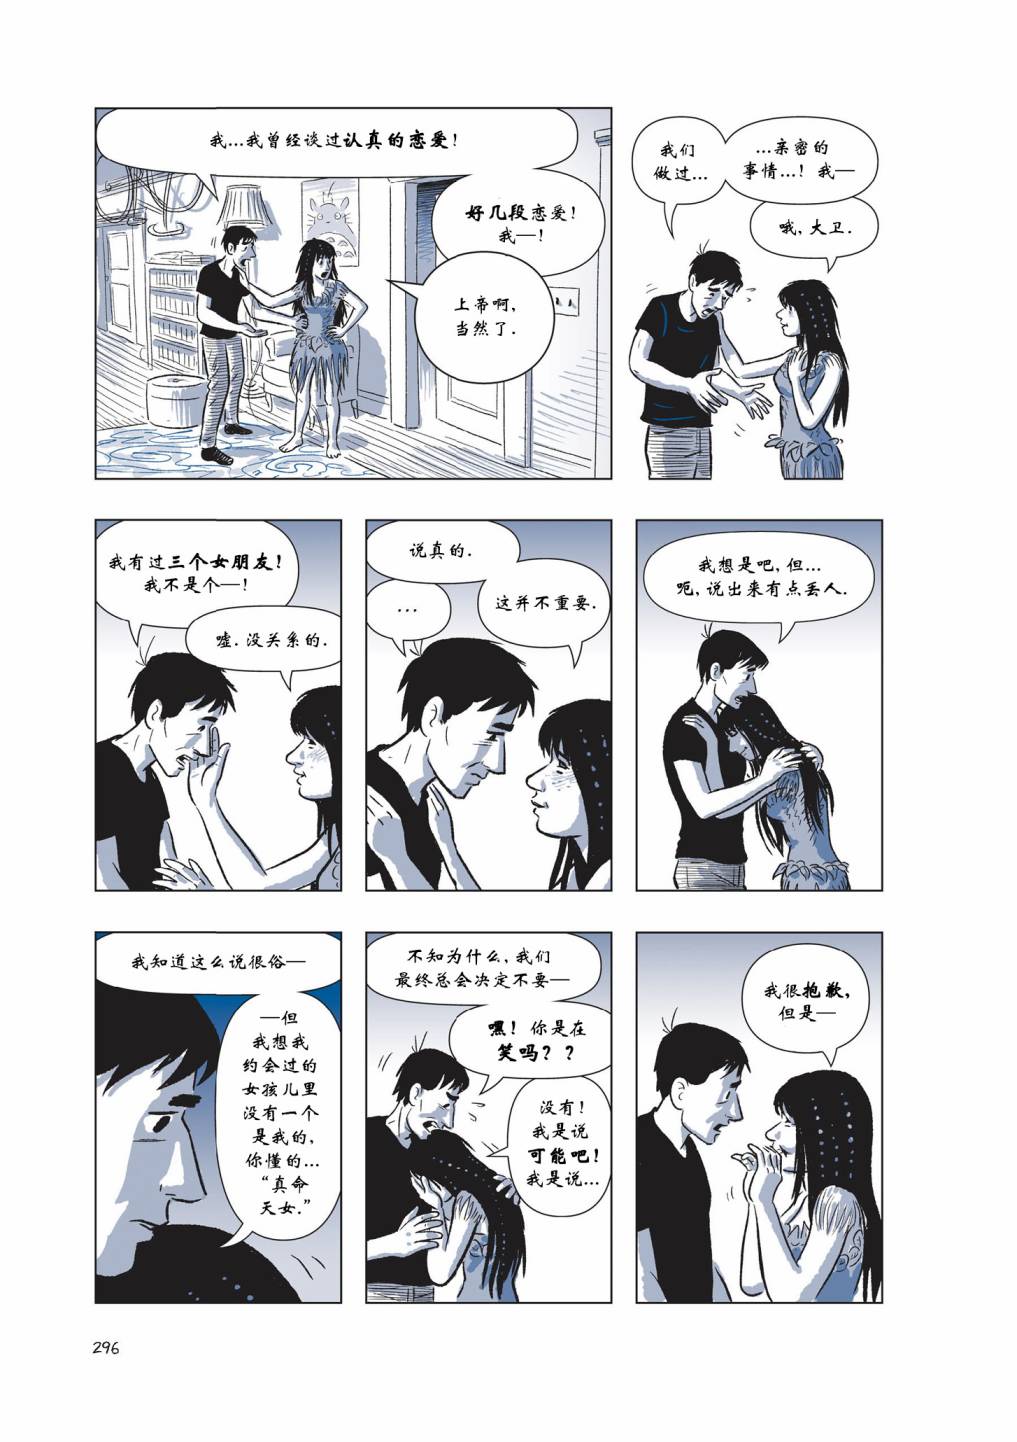 我…我曾经谈过认真的恋爱！
好几段恋爱！
我—！
上帝啊，
当然了.
我们
做过…
…亲密的
事情…！我—
哦，大卫.
我有过三个女朋友！
我不是个—！
嘘.没关系的.
说真的.
…
这并不重要.
我想是吧，但…
呃，说出来有点丢人.
我知道这么说很俗—
—但
我想我
约会过的
女孩儿里
没有一个
是我的，
你懂的…
“真命
天女.”
不知为什么，我们
最终总会决定不要—
嘿！你是在
笑吗？？
没有！
我是说
可能吧！
我是说…
我很抱歉，
但是—
296